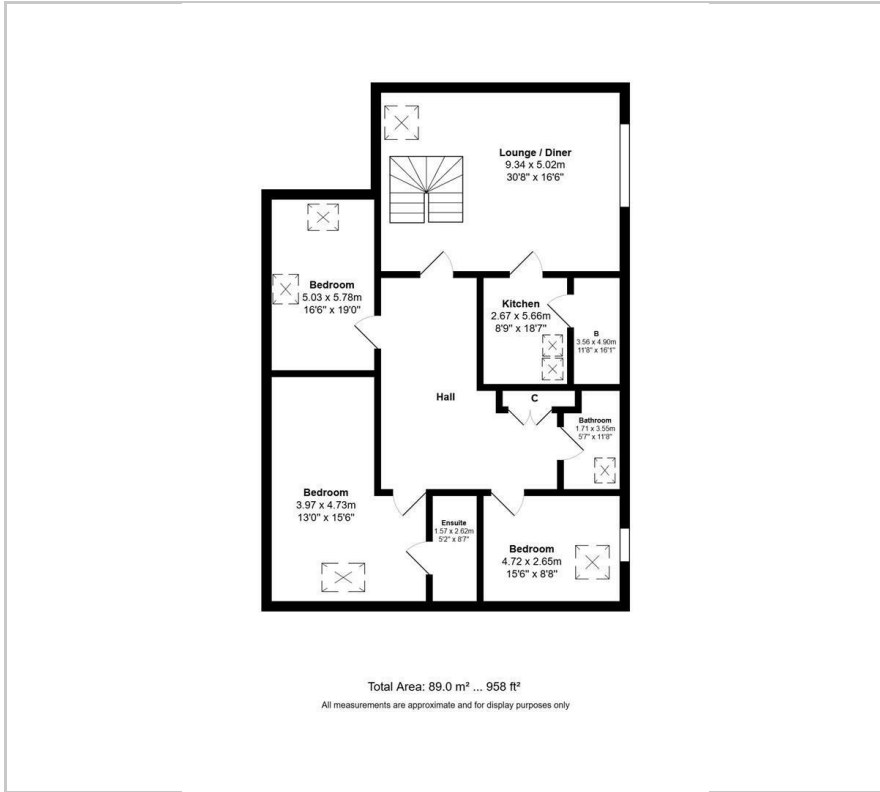 Lounge / Diner
9.34 x 5.02m
30'8" x 16'6"
Bedroom
5.03 x 5.78m
16'6" x 19'0"
Kitchen
2.67 x 5.66m
8'9" x 18'7"
B
3.56 x 4.90m
11'8" x 16'1"
Hall
C
Bathroom
1.71 x 3.55m
5'7" x 11'8"
Bedroom
3.97 x 4.73m
13'0" x 15'6"
Ensuite
1.57 x 2.62m
5'2" x 8'7"
Bedroom
4.72 x 2.65m
15'6" x 8'8"
Total Area: 89.0 m² ... 958 ft²
All measurements are approximate and for display purposes only